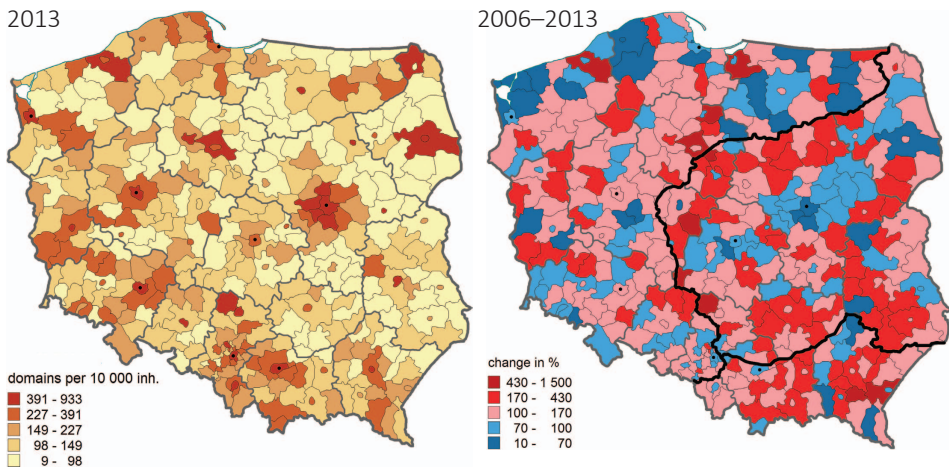 2013
2006–2013
domains per 10 000 inh.
391 - 933
227 - 391
149 - 227
98 - 149
9 - 98
change in %
430 - 1 500
170 - 430
100 - 170
70 - 100
10 - 70